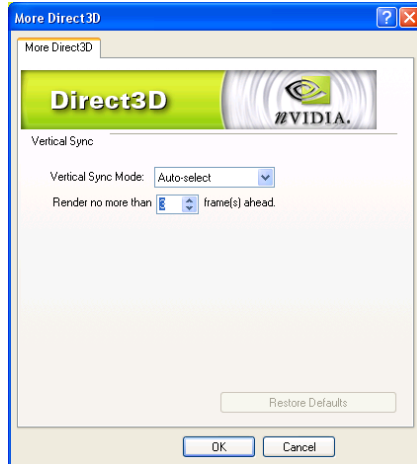 More Direct3D
More Direct3D
Direct3D
NVIDIA.
Vertical Sync
Vertical Sync Mode: Auto-select
Render no more than 3 frame(s) ahead.
Restore Defaults
OK Cancel